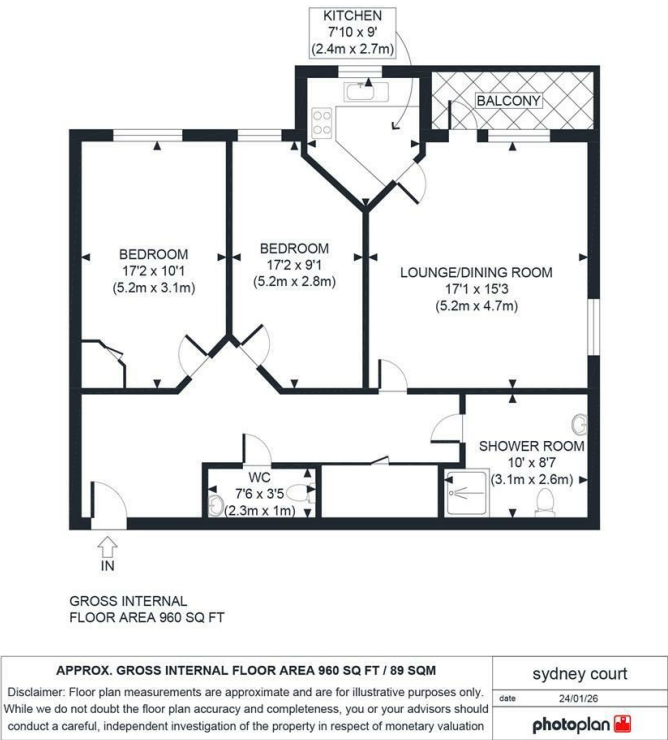 KITCHEN
7'10 x 9'
(2.4m x 2.7m)
BALCONY
BEDROOM
17'2 x 10'1
(5.2m x 3.1m)
BEDROOM
17'2 x 9'1
(5.2m x 2.8m)
LOUNGE/DINING ROOM
17'1 x 15'3
(5.2m x 4.7m)
SHOWER ROOM
10' x 8'7
(3.1m x 2.6m)
WC
7'6 x 3'5
(2.3m x 1m)
IN
GROSS INTERNAL
FLOOR AREA 960 SQ FT
APPROX. GROSS INTERNAL FLOOR AREA 960 SQ FT / 89 SQM
Disclaimer: Floor plan measurements are approximate and are for illustrative purposes only.
While we do not doubt the floor plan accuracy and completeness, you or your advisors should
conduct a careful, independent investigation of the property in respect of monetary valuation
sydney court
date 24/01/26
photoplan